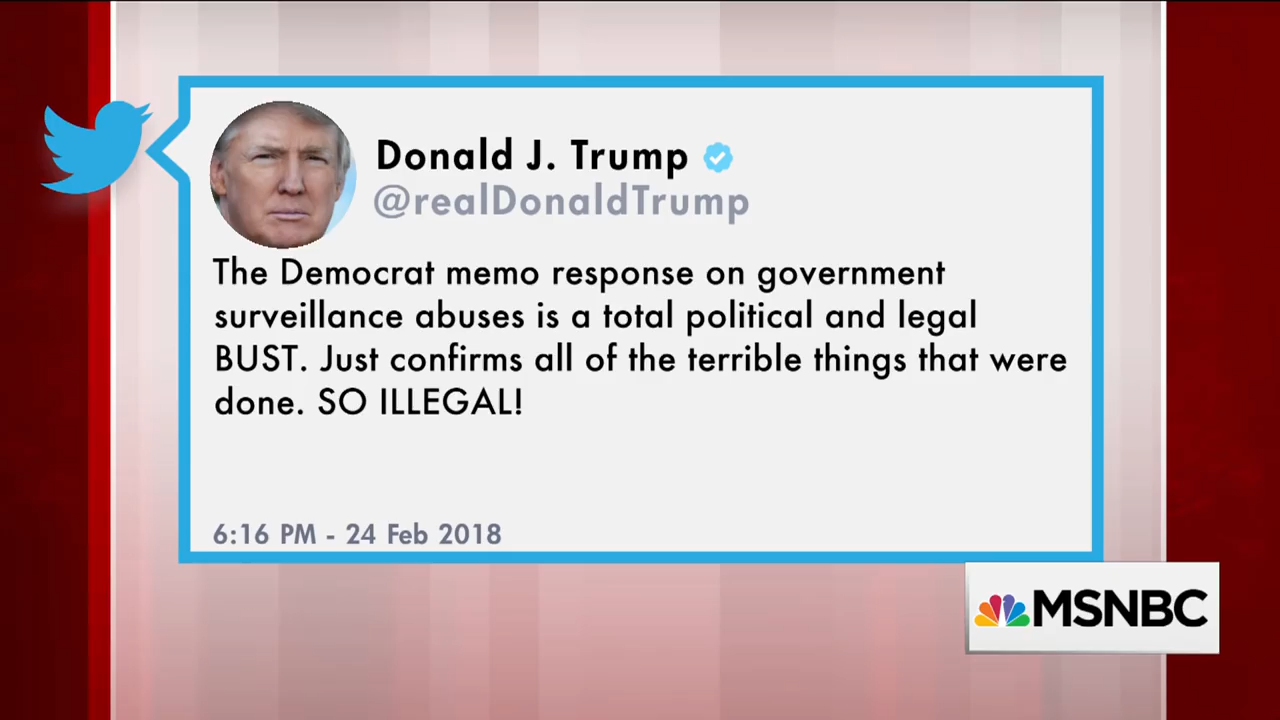 Donald J. Trump
@realDonaldTrump
The Democrat memo response on government
surveillance abuses is a total political and legal
BUST. Just confirms all of the terrible things that were
done. SO ILLEGAL!
6:16 PM - 24 Feb 2018
MSNBC